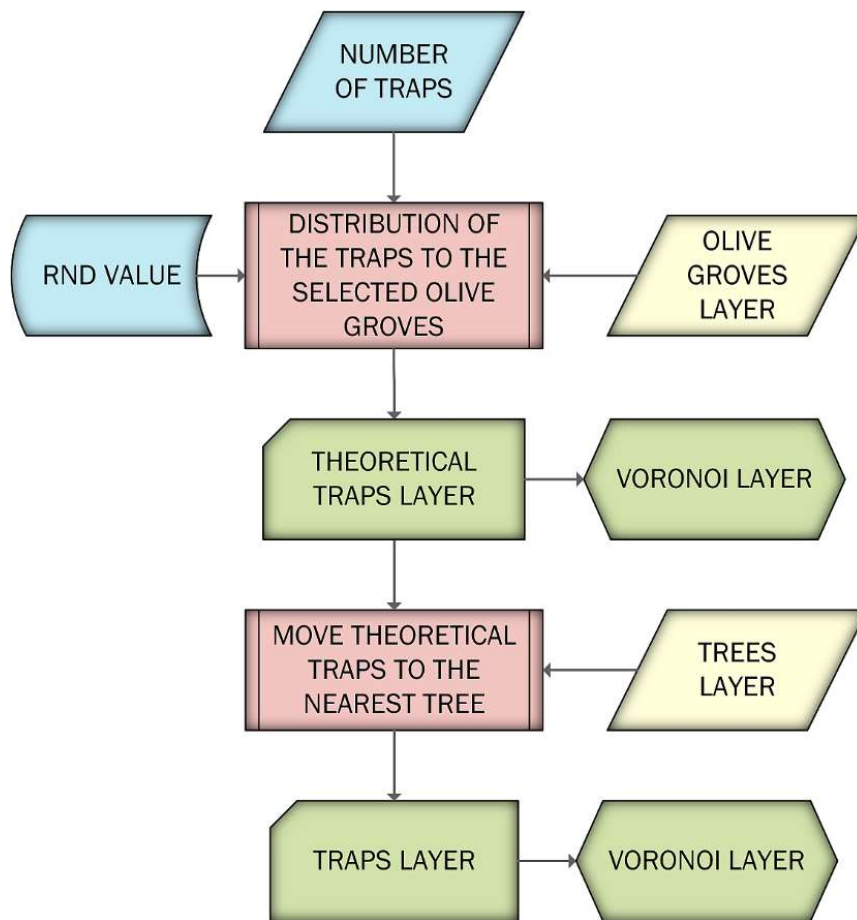 NUMBER
OF TRAPS
RND VALUE
DISTRIBUTION OF
THE TRAPS TO THE
SELECTED OLIVE
GROVES
OLIVE
GROVES
LAYER
THEORETICAL
TRAPS LAYER
VORONOI LAYER
MOVE THEORETICAL
TRAPS TO THE
NEAREST TREE
TREES
LAYER
TRAPS LAYER
VORONOI LAYER